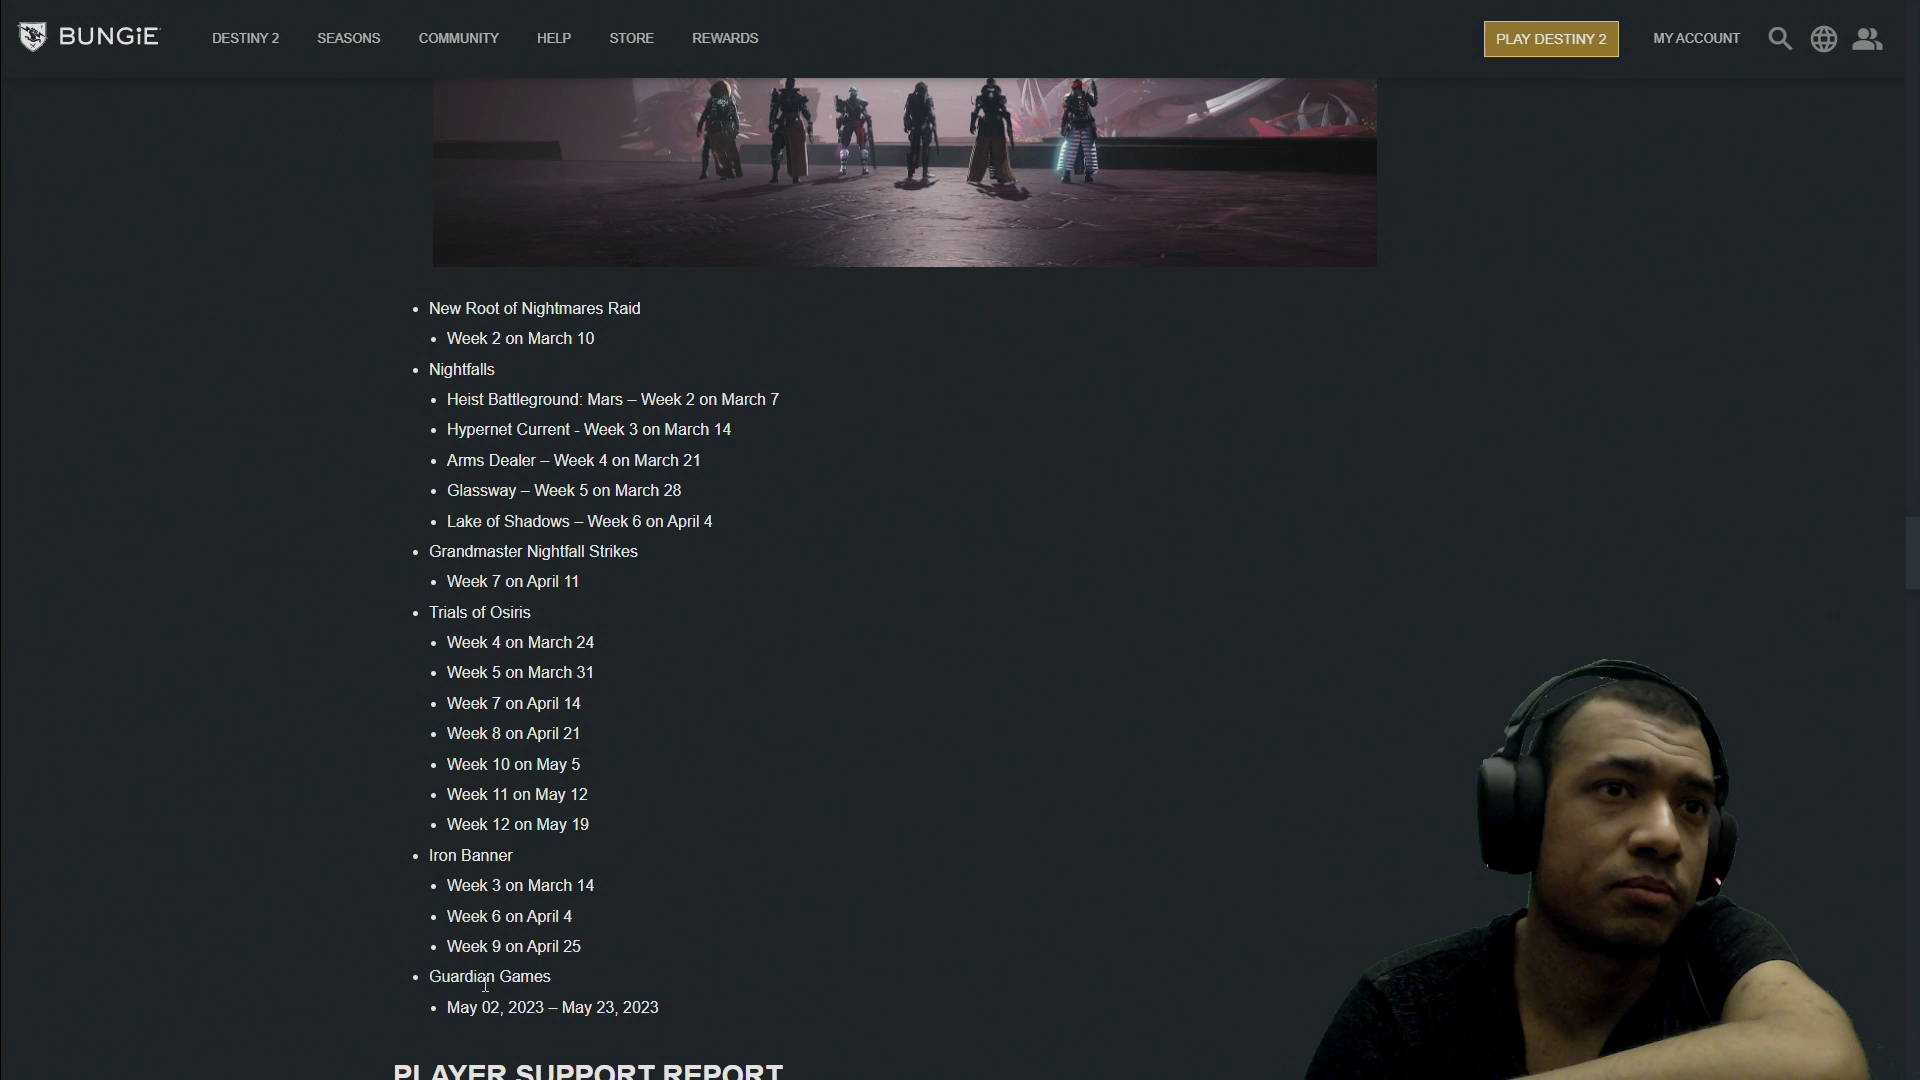 BUNGiE
DESTINY 2
SEASONS
COMMUNITY
HELP
STORE
REWARDS
PLAY DESTINY 2
MY ACCOUNT
• New Root of Nightmares Raid
• Week 2 on March 10
• Nightfalls
• Heist Battleground: Mars – Week 2 on March 7
• Hypernet Current - Week 3 on March 14
• Arms Dealer – Week 4 on March 21
• Glassway – Week 5 on March 28
• Lake of Shadows – Week 6 on April 4
• Grandmaster Nightfall Strikes
• Week 7 on April 11
• Trials of Osiris
• Week 4 on March 24
• Week 5 on March 31
• Week 7 on April 14
• Week 8 on April 21
• Week 10 on May 5
• Week 11 on May 12
• Week 12 on May 19
• Iron Banner
• Week 3 on March 14
• Week 6 on April 4
• Week 9 on April 25
• Guardian Games
• May 02, 2023 – May 23, 2023
PLAYER SUPPORT REPORT